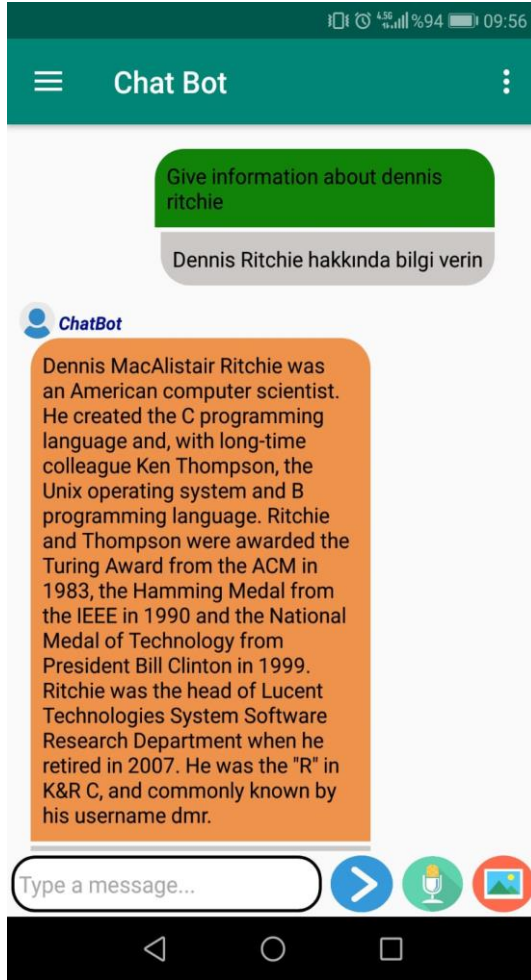 4.5G %94 09:56
Chat Bot
Give information about dennis
ritchie
Dennis Ritchie hakkında bilgi verin
ChatBot
Dennis MacAlistair Ritchie was
an American computer scientist.
He created the C programming
language and, with long-time
colleague Ken Thompson, the
Unix operating system and B
programming language. Ritchie
and Thompson were awarded the
Turing Award from the ACM in
1983, the Hamming Medal from
the IEEE in 1990 and the National
Medal of Technology from
President Bill Clinton in 1999.
Ritchie was the head of Lucent
Technologies System Software
Research Department when he
retired in 2007. He was the "R" in
K&R C, and commonly known by
his username dmr.
Type a message...